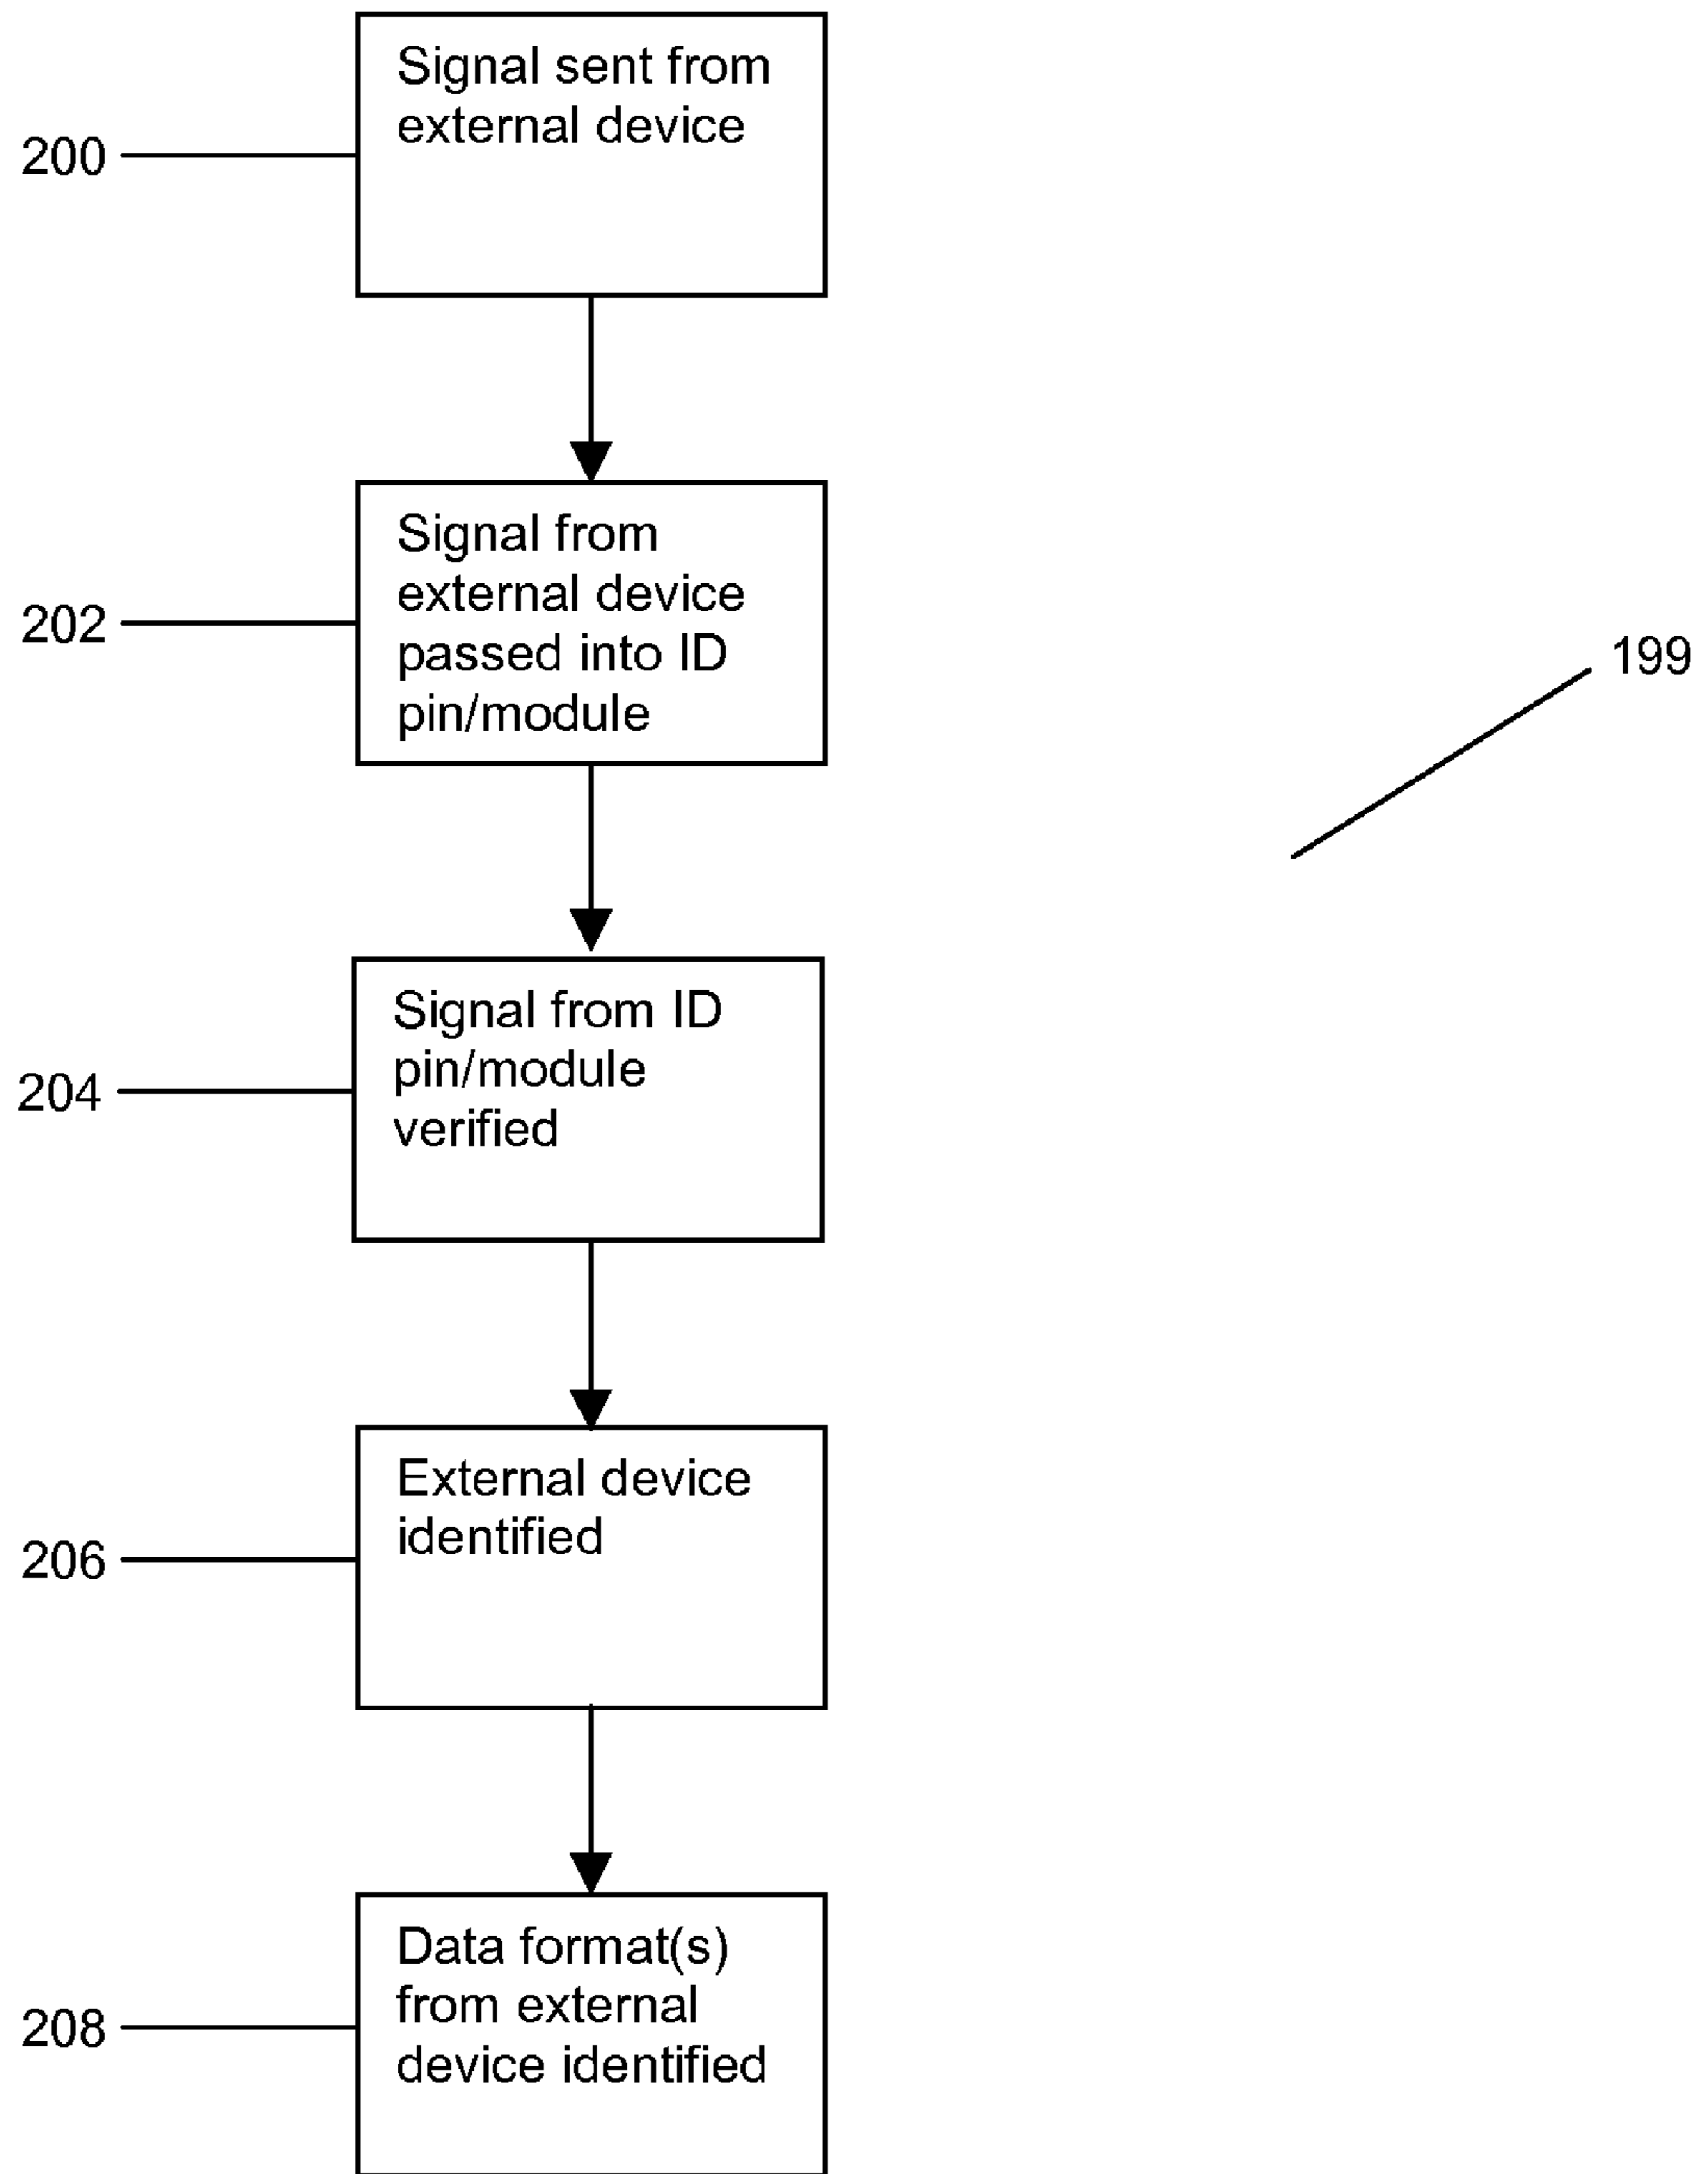 Signal sent from
external device
200
Signal from
external device
passed into ID
pin/module
202
199
Signal from ID
pin/module
verified
204
External device
identified
206
Data format(s)
from external
device identified
208